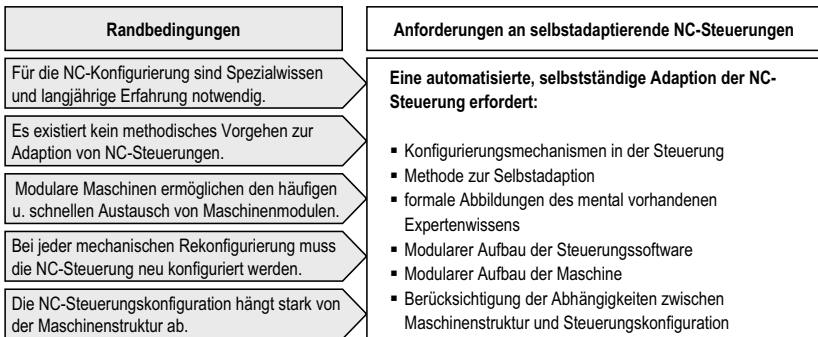 Randbedingungen
Für die NC-Konfigurierung sind Spezialwissen
und langjährige Erfahrung notwendig.
Es existiert kein methodisches Vorgehen zur
Adaption von NC-Steuerungen.
Modulare Maschinen ermöglichen den häufigen
u. schnellen Austausch von Maschinenmodulen.
Bei jeder mechanischen Rekonfigurierung muss
die NC-Steuerung neu konfiguriert werden.
Die NC-Steuerungskonfiguration hängt stark von
der Maschinenstruktur ab.
Anforderungen an selbstadaptierende NC-Steuerungen
Eine automatisierte, selbstständige Adaption der NC-
Steuerung erfordert:
▪ Konfigurierungsmechanismen in der Steuerung
▪ Methode zur Selbstadaption
▪ formale Abbildungen des mental vorhandenen
Expertenwissens
▪ Modularer Aufbau der Steuerungssoftware
▪ Modularer Aufbau der Maschine
▪ Berücksichtigung der Abhängigkeiten zwischen
Maschinenstruktur und Steuerungskonfiguration